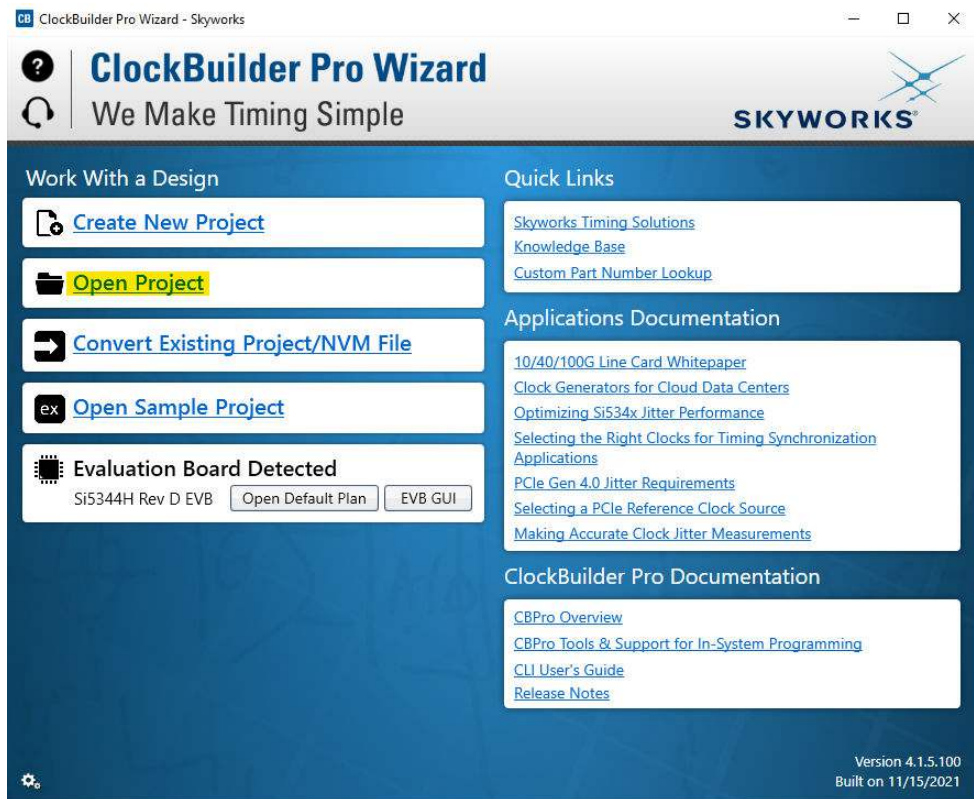 CB ClockBuilder Pro Wizard - Skyworks
ClockBuilder Pro Wizard
We Make Timing Simple
SKYWORKS®
Work With a Design
Create New Project
Open Project
Convert Existing Project/NVM File
ex Open Sample Project
Evaluation Board Detected
Si5344H Rev D EVB Open Default Plan EVB GUI
Quick Links
Skyworks Timing Solutions
Knowledge Base
Custom Part Number Lookup
Applications Documentation
10/40/100G Line Card Whitepaper
Clock Generators for Cloud Data Centers
Optimizing Si534x Jitter Performance
Selecting the Right Clocks for Timing Synchronization
Applications
PCIe Gen 4.0 Jitter Requirements
Selecting a PCIe Reference Clock Source
Making Accurate Clock Jitter Measurements
ClockBuilder Pro Documentation
CBPro Overview
CBPro Tools & Support for In-System Programming
CLI User's Guide
Release Notes
Version 4.1.5.100
Built on 11/15/2021